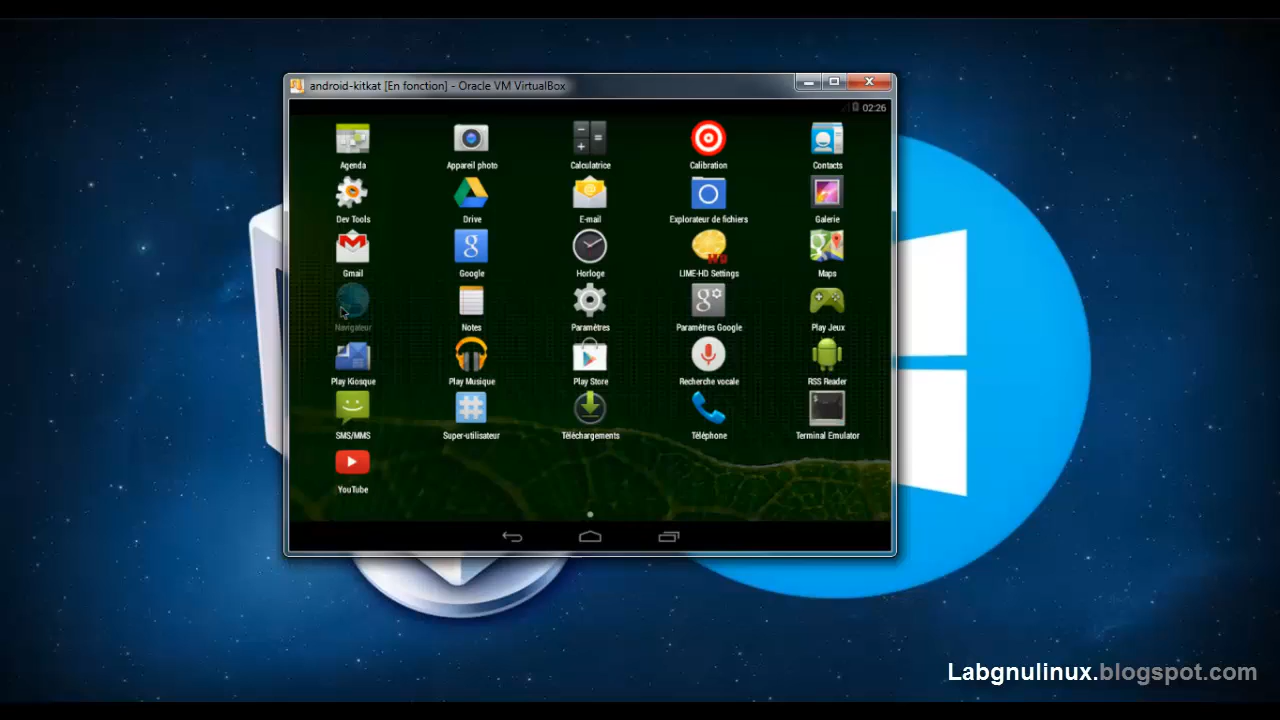 android-kitkat [En fonction] - Oracle VM VirtualBox
02:26
Agenda
Appareil photo
Calculatrice
Calibration
Contacts
Dev Tools
Drive
E-mail
Explorateur de fichiers
Galerie
Gmail
Google
Horloge
LIME-HD Settings
Maps
Navigateur
Notes
Paramètres
Paramètres Google
Play Jeux
Play Kiosque
Play Musique
Play Store
Recherche vocale
RSS Reader
SMS/MMS
Super-utilisateur
Téléchargements
Téléphone
Terminal Emulator
YouTube
Labgnulinux.blogspot.com